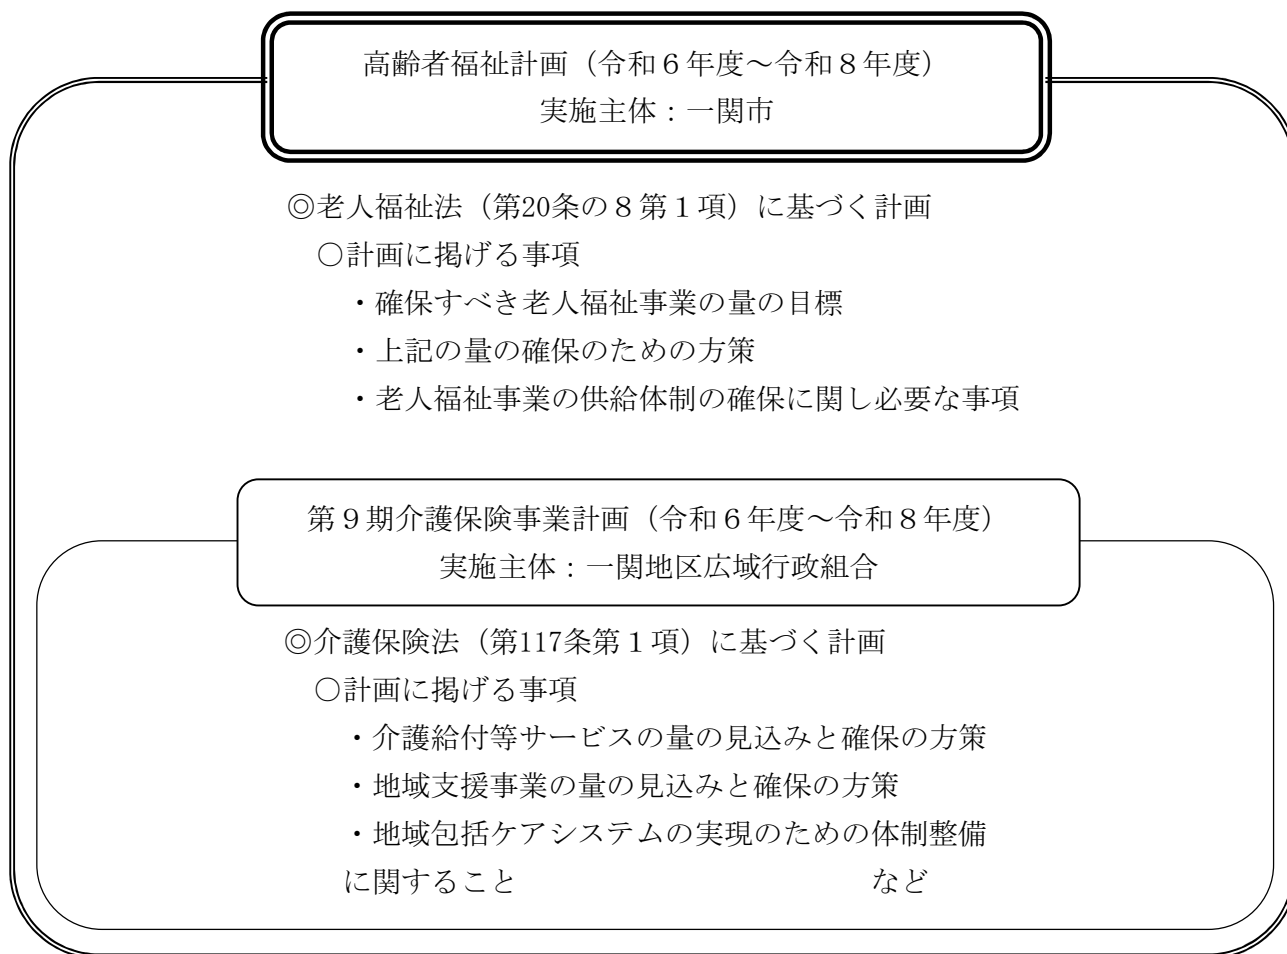 高齢者福祉計画（令和６年度～令和８年度）
実施主体：一関市
◎老人福祉法（第20条の８第１項）に基づく計画
○計画に掲げる事項
・確保すべき老人福祉事業の量の目標
・上記の量の確保のための方策
・老人福祉事業の供給体制の確保に関し必要な事項
第９期介護保険事業計画（令和６年度～令和８年度）
実施主体：一関地区広域行政組合
◎介護保険法（第117条第１項）に基づく計画
○計画に掲げる事項
・介護給付等サービスの量の見込みと確保の方策
・地域支援事業の量の見込みと確保の方策
・地域包括ケアシステムの実現のための体制整備
に関すること　　　　　　　　　　　　など